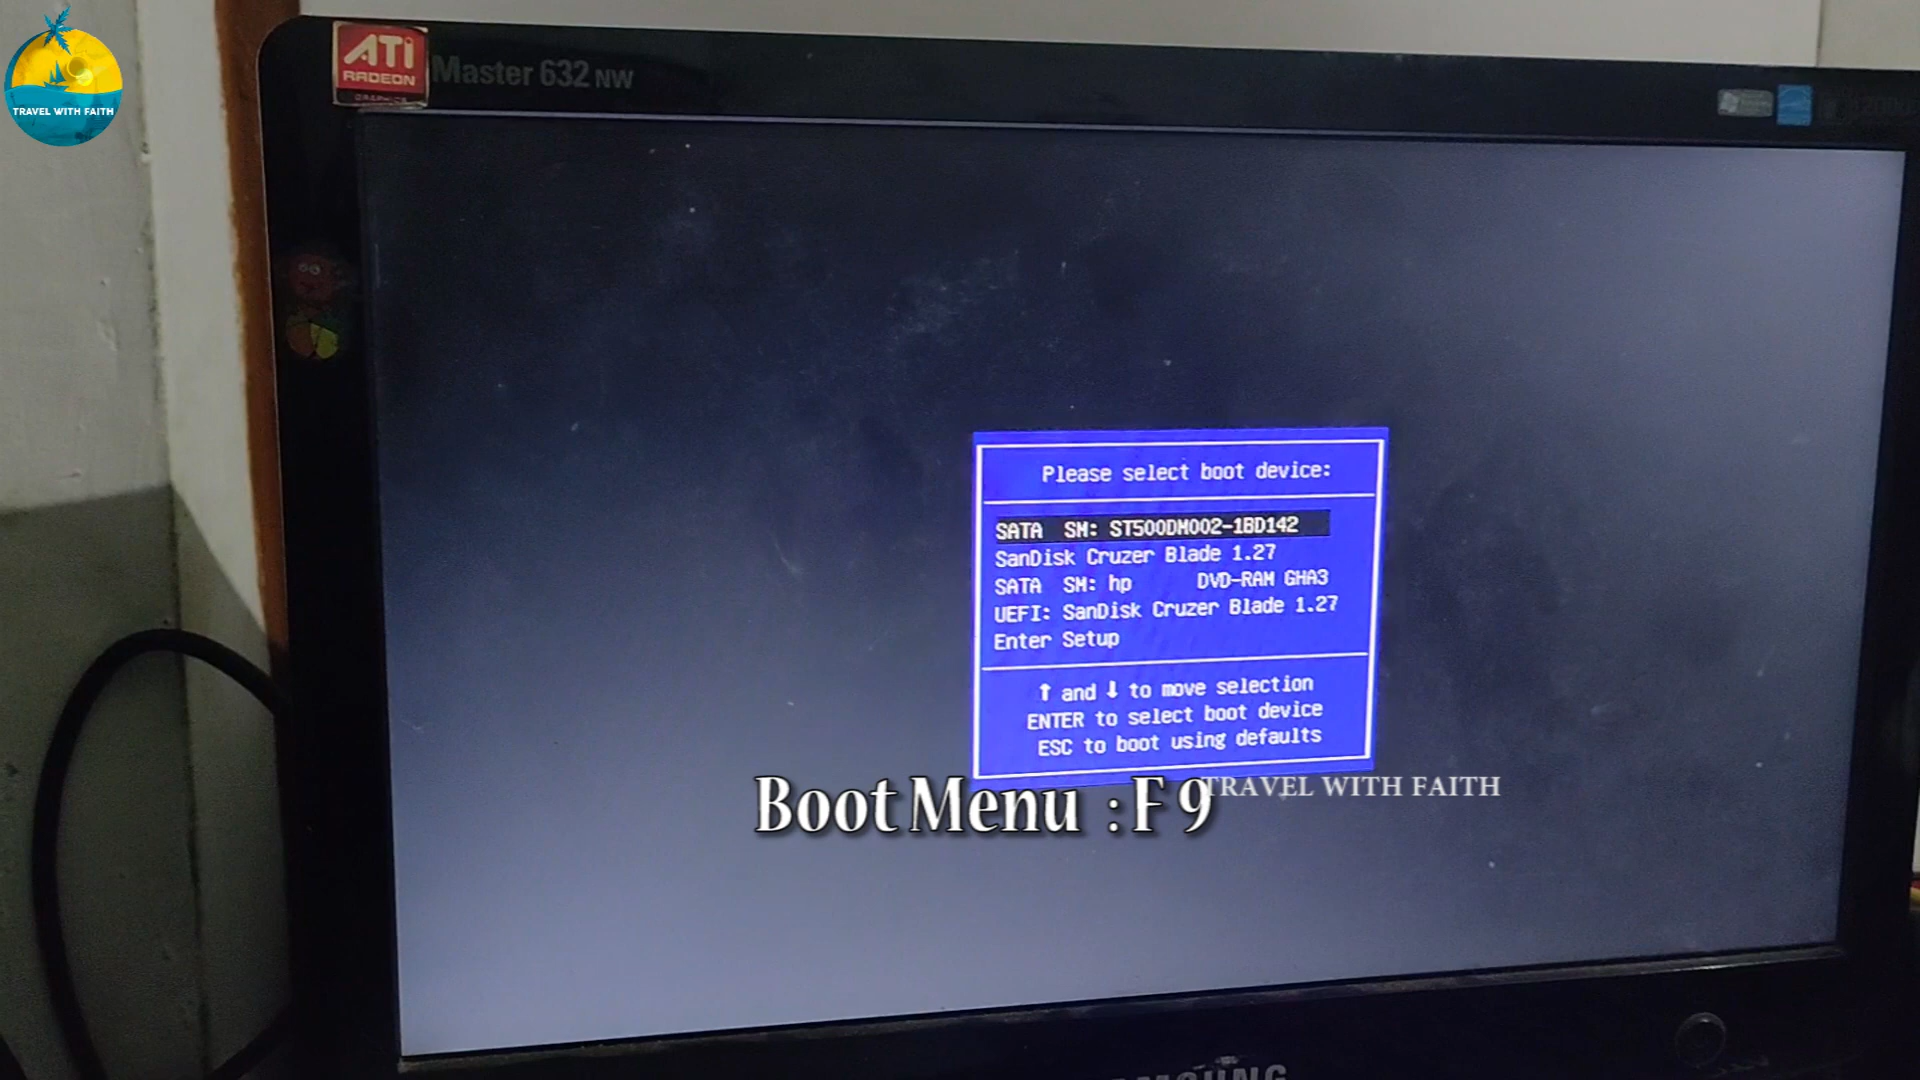 TRAVEL WITH FAITH
ATI
RADEON
GRAPHICS
Master 632 NW
Please select boot device:
SATA SM: ST500DM002-1BD142
SanDisk Cruzer Blade 1.27
SATA SM: hp DVD-RAM GHA3
UEFI: SanDisk Cruzer Blade 1.27
Enter Setup
↑ and ↓ to move selection
ENTER to select boot device
ESC to boot using defaults
Boot Menu : F9
TRAVEL WITH FAITH